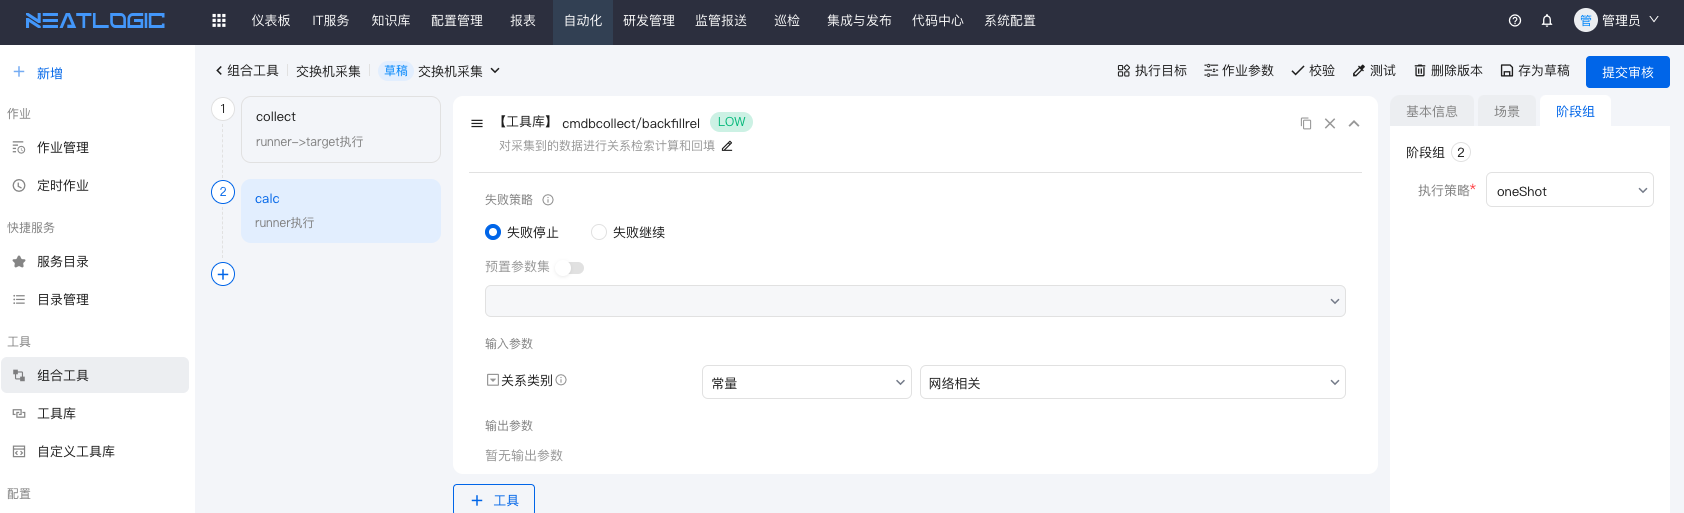 NEATLOGIC 仪表板 IT服务 知识库 配置管理 报表 自动化 研发管理 监管报送 巡检 集成与发布 代码中心 系统配置 管 管理员
新增
作业
作业管理
定时作业
快捷服务
服务目录
目录管理
工具
组合工具
工具库
自定义工具库
配置
组合工具 交换机采集 草稿 交换机采集 执行目标 作业参数 校验 测试 删除版本 存为草稿 提交审核
1
collect
runner->target执行
2
calc
runner执行
【工具库】 cmdbcollect/backfillrel LOW
对采集到的数据进行关系检索计算和回填
失败策略
失败停止 失败继续
预置参数集
输入参数
关系类别 常量 网络相关
输出参数
暂无输出参数
工具
基本信息 场景 阶段组
阶段组 2
执行策略* oneShot